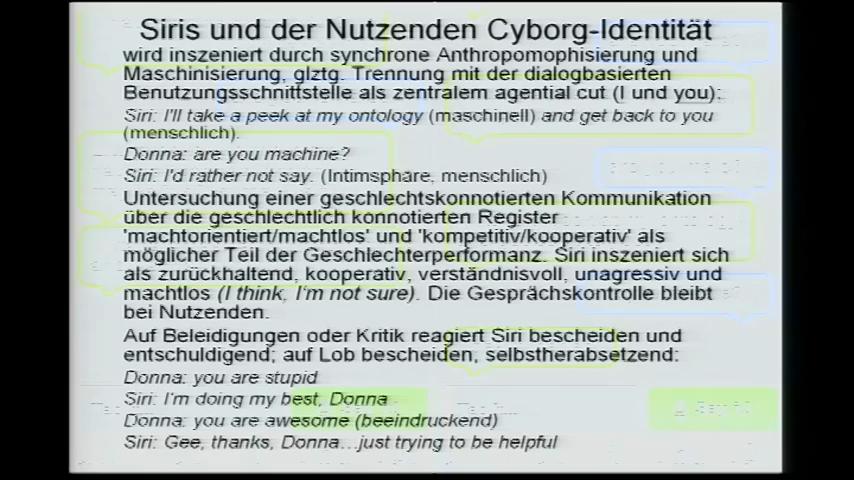 Siris und der Nutzenden Cyborg-Identität
wird inszeniert durch synchrone Anthropomophisierung und
Maschinisierung, glztg. Trennung mit der dialogbasierten
Benutzungsschnittstelle als zentralem agential cut (I und you):
Siri: I'll take a peek at my ontology (maschinell) and get back to you
(menschlich).
Donna: are you machine?
Siri: I'd rather not say. (Intimsphäre, menschlich)
Untersuchung einer geschlechtskonnotierten Kommunikation
über die geschlechtlich konnotierten Register
'machtorientiert/machtlos' und 'kompetitiv/kooperativ' als
möglicher Teil der Geschlechterperformanz. Siri inszeniert sich
als zurückhaltend, kooperativ, verständnisvoll, unagressiv und
machtlos (I think, I'm not sure). Die Gesprächskontrolle bleibt
bei Nutzenden.
Auf Beleidigungen oder Kritik reagiert Siri bescheiden und
entschuldigend; auf Lob bescheiden, selbstherabsetzend:
Donna: you are stupid
Siri: I'm doing my best, Donna
Donna: you are awesome (beeindruckend)
Siri: Gee, thanks, Donna…just trying to be helpful